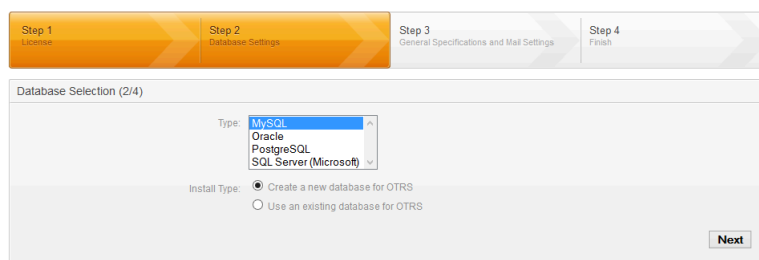 Step 1
License
Step 2
Database Settings
Step 3
General Specifications and Mail Settings
Step 4
Finish
Database Selection (2/4)
Type:
MySQL
Oracle
PostgreSQL
SQL Server (Microsoft)
Install Type:
Create a new database for OTRS
Use an existing database for OTRS
Next